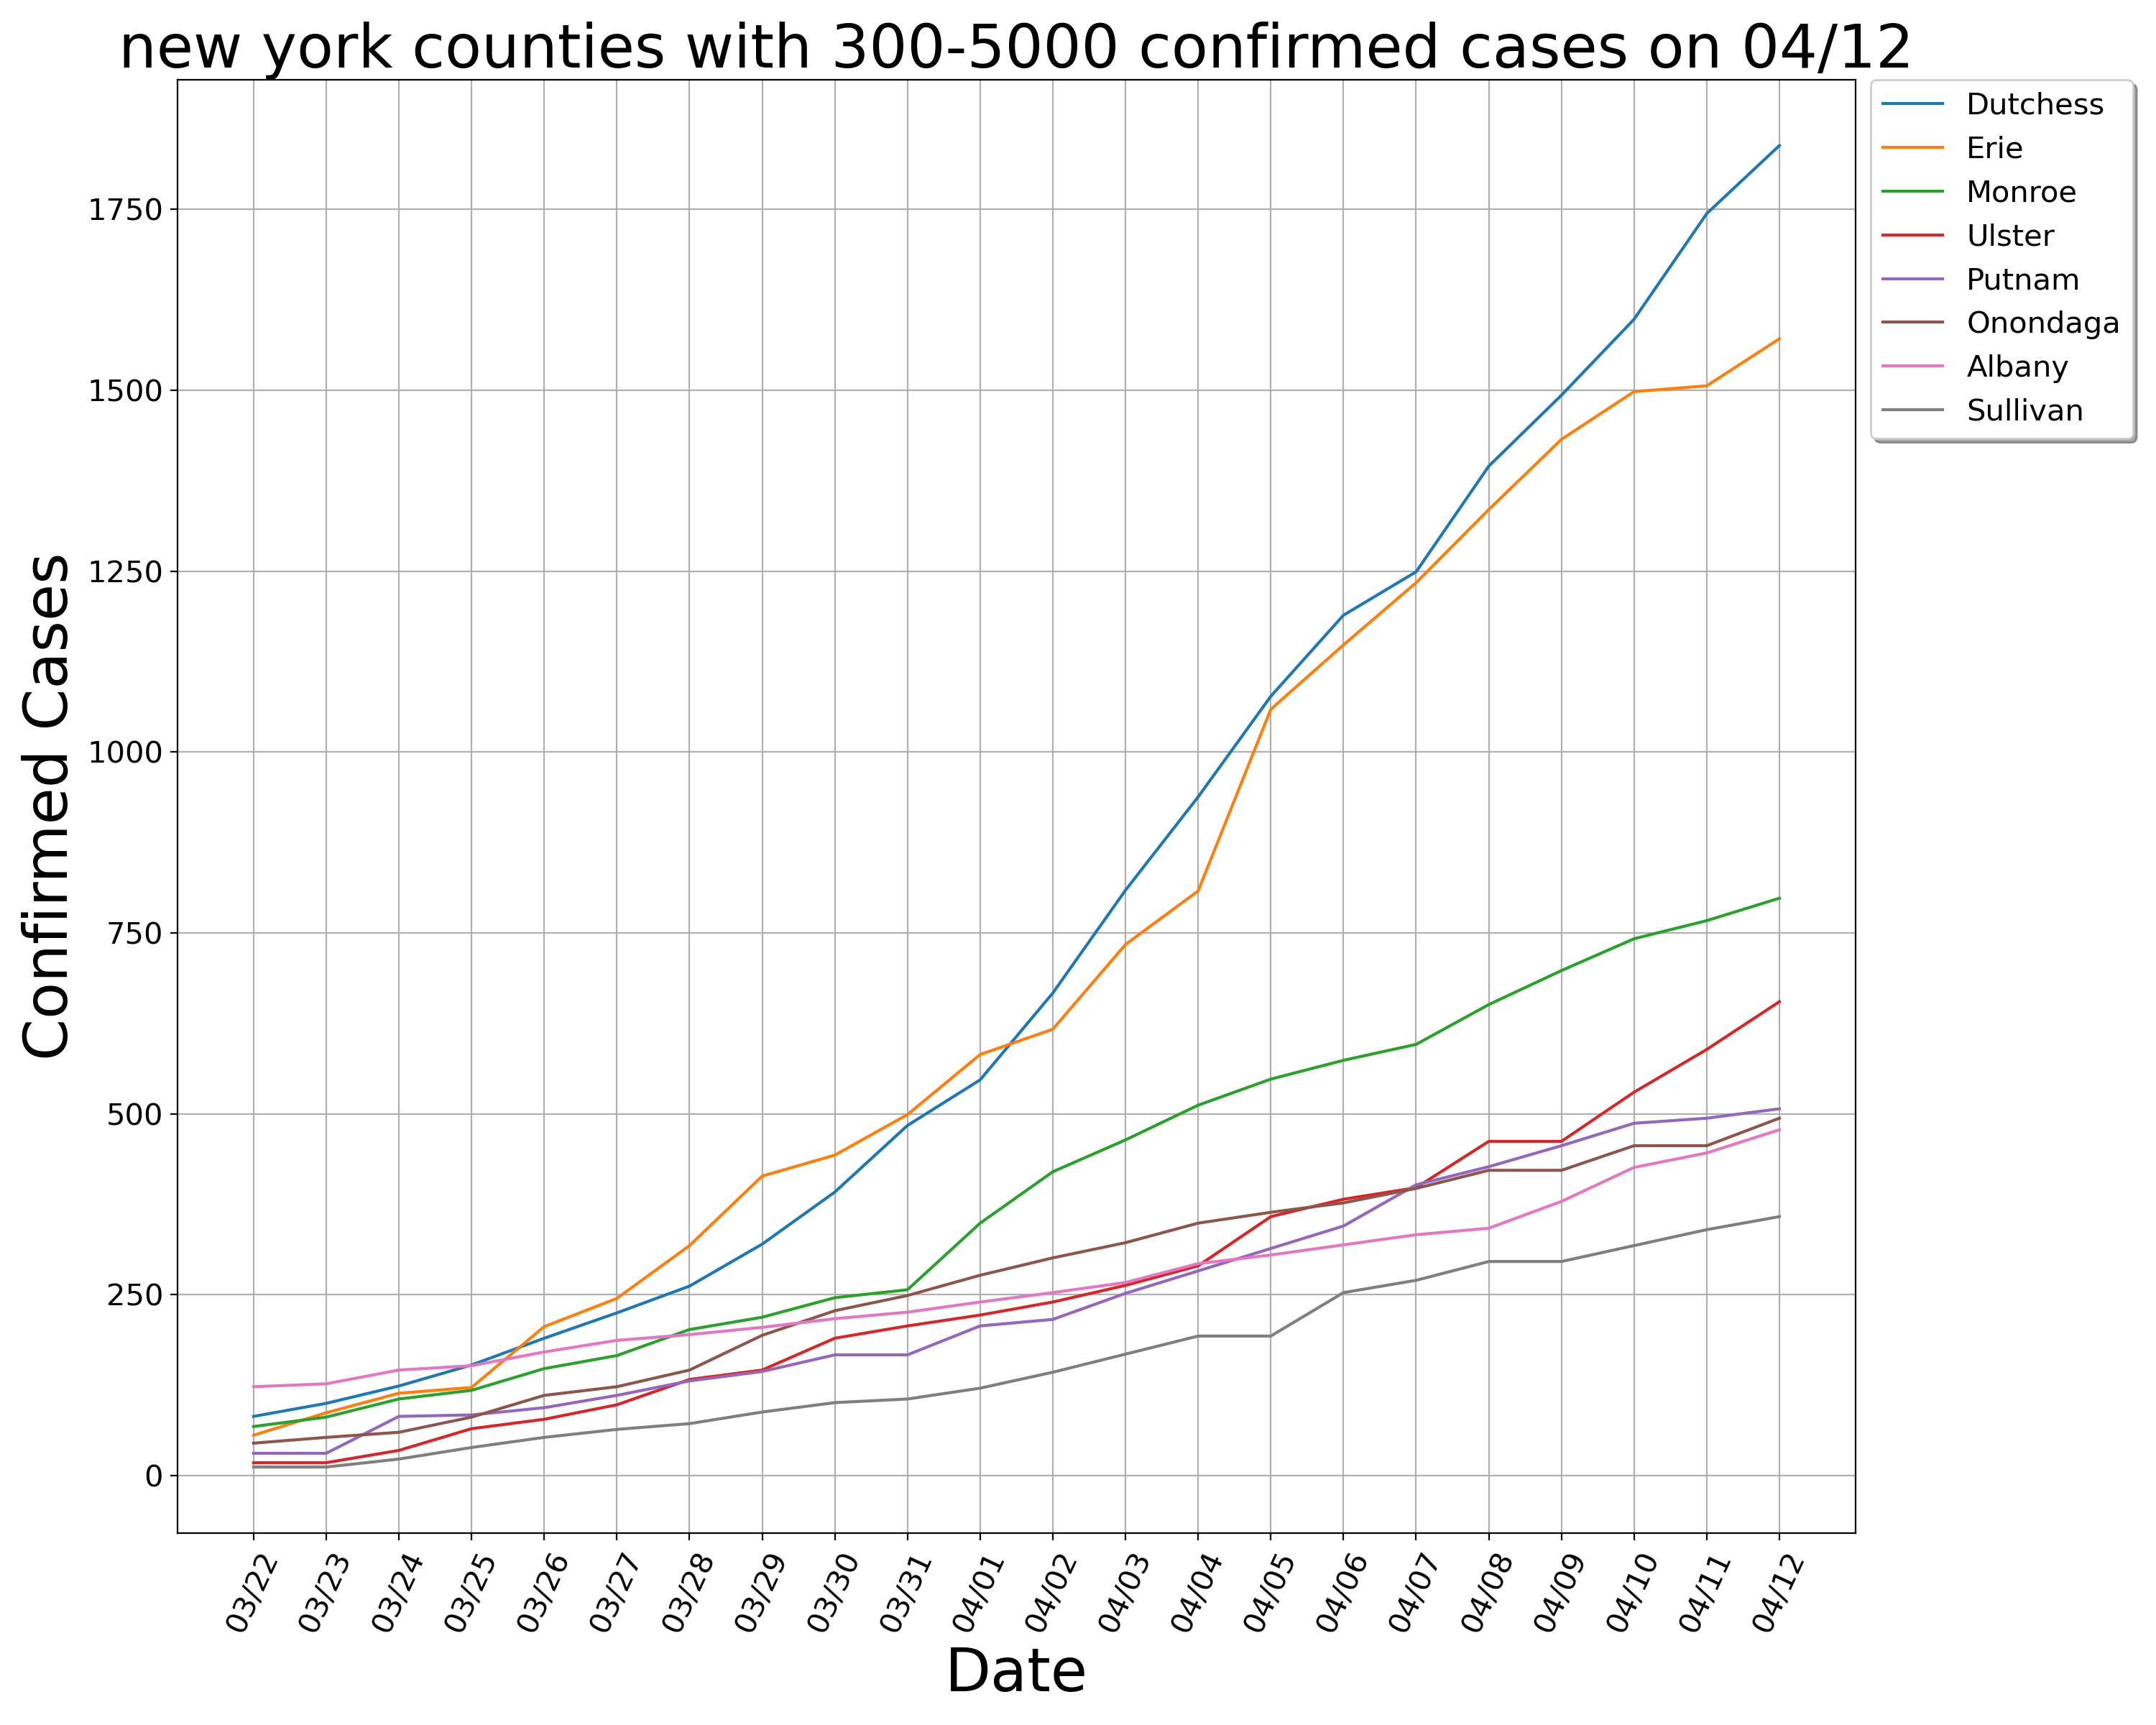 new york counties with 300-5000 confirmed cases on 04/12
Dutchess
Erie
Monroe
Ulster
Putnam
Onondaga
Albany
Sullivan
Confirmed Cases
1750
1500
1250
1000
750
500
250
0
03/22
03/23
03/24
03/25
03/26
03/27
03/28
03/29
03/30
03/31
04/01
04/02
04/03
04/04
04/05
04/06
04/07
04/08
04/09
04/10
04/11
04/12
Date